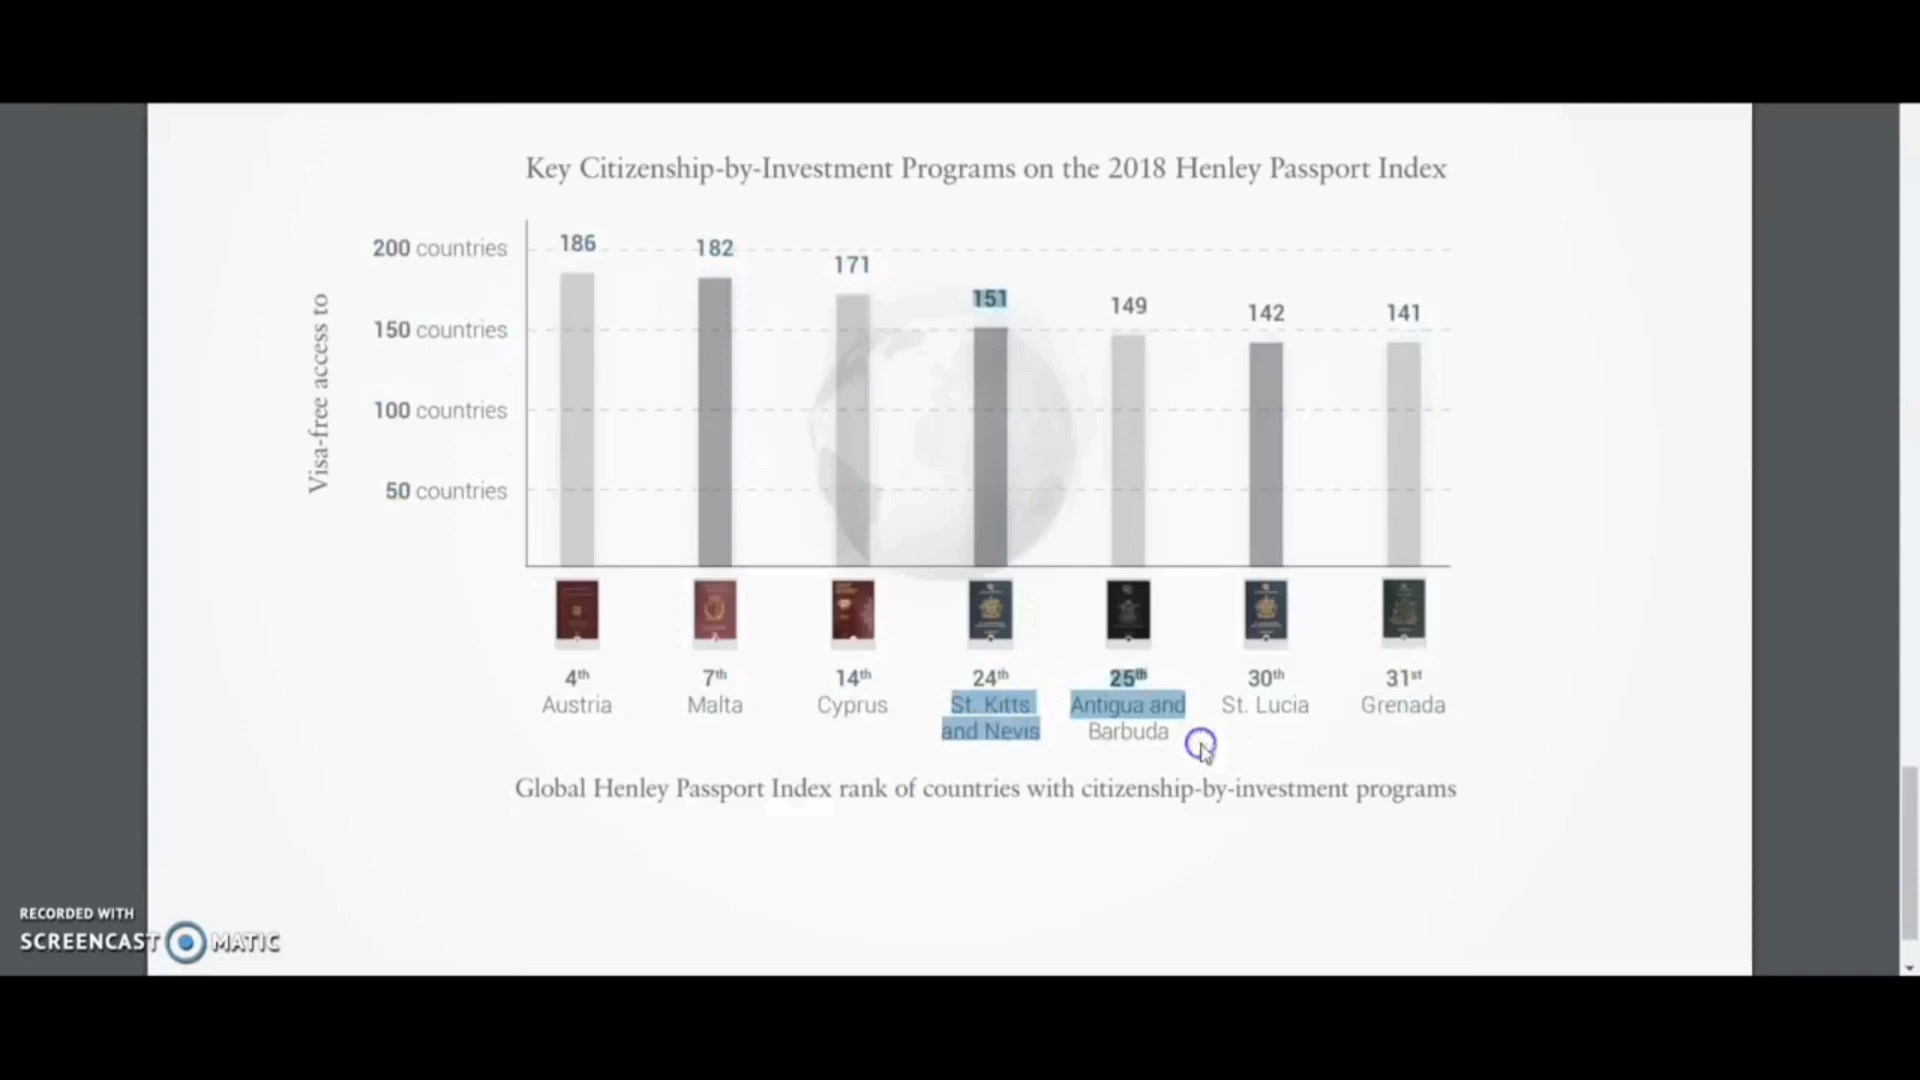 Key Citizenship-by-Investment Programs on the 2018 Henley Passport Index
Visa-free access to
200 countries
150 countries
100 countries
50 countries
186
182
171
151
149
142
141
4th
Austria
7th
Malta
14th
Cyprus
24th
St. Kitts
and Nevis
25th
Antigua and
Barbuda
30th
St. Lucia
31st
Grenada
Global Henley Passport Index rank of countries with citizenship-by-investment programs
RECORDED WITH
SCREENCAST MATIC